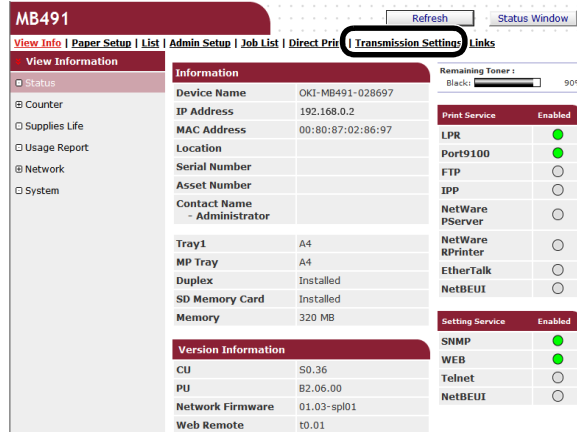 MB491
Refresh
Status Window
View Info | Paper Setup | List | Admin Setup | Job List | Direct Print | Transmission Settings | Links
View Information
Status
Counter
Supplies Life
Usage Report
Network
System
Information
Device Name OKI-MB491-028697
IP Address 192.168.0.2
MAC Address 00:80:87:02:86:97
Location
Serial Number
Asset Number
Contact Name
- Administrator
Tray1 A4
MP Tray A4
Duplex Installed
SD Memory Card Installed
Memory 320 MB
Version Information
CU S0.36
PU B2.06.00
Network Firmware 01.03-spl01
Web Remote t0.01
Remaining Toner :
Black: 90%
Print Service Enabled
LPR
Port9100
FTP
IPP
NetWare
PServer
NetWare
RPrinter
EtherTalk
NetBEUI
Setting Service Enabled
SNMP
WEB
Telnet
NetBEUI